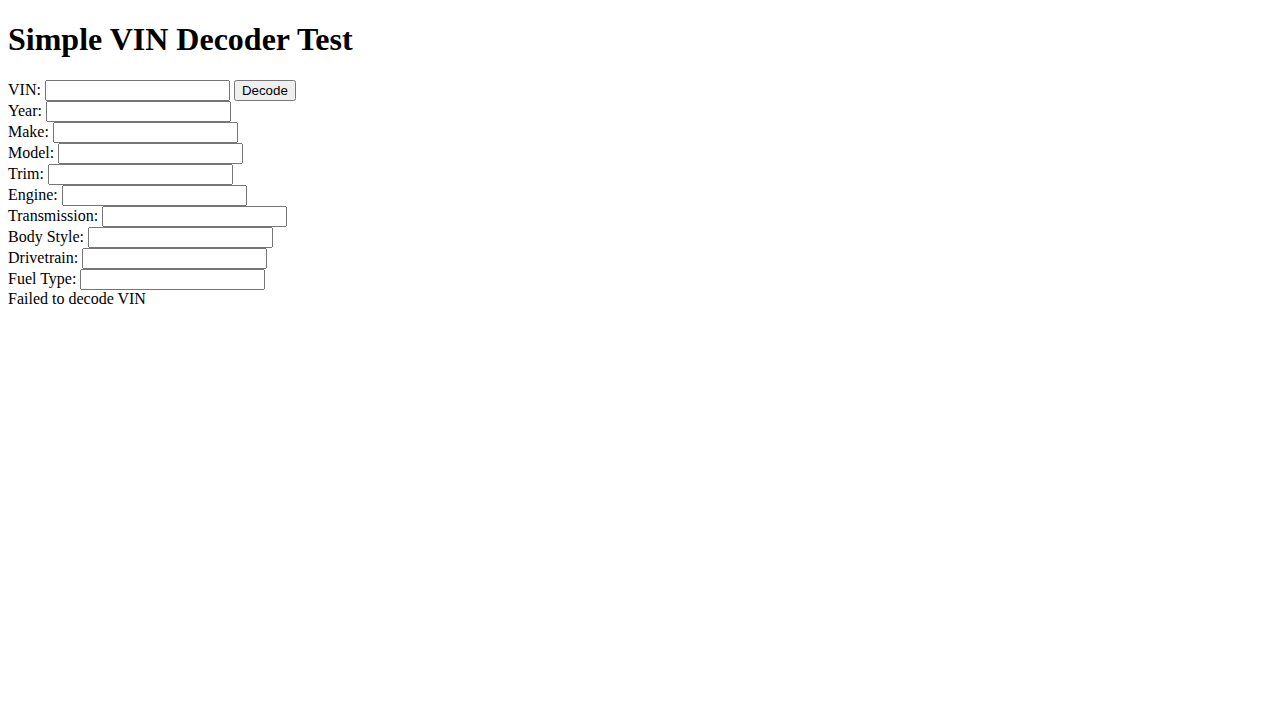 Simple VIN Decoder Test
VIN: Decode
Year:
Make:
Model:
Trim:
Engine:
Transmission:
Body Style:
Drivetrain:
Fuel Type:
Failed to decode VIN